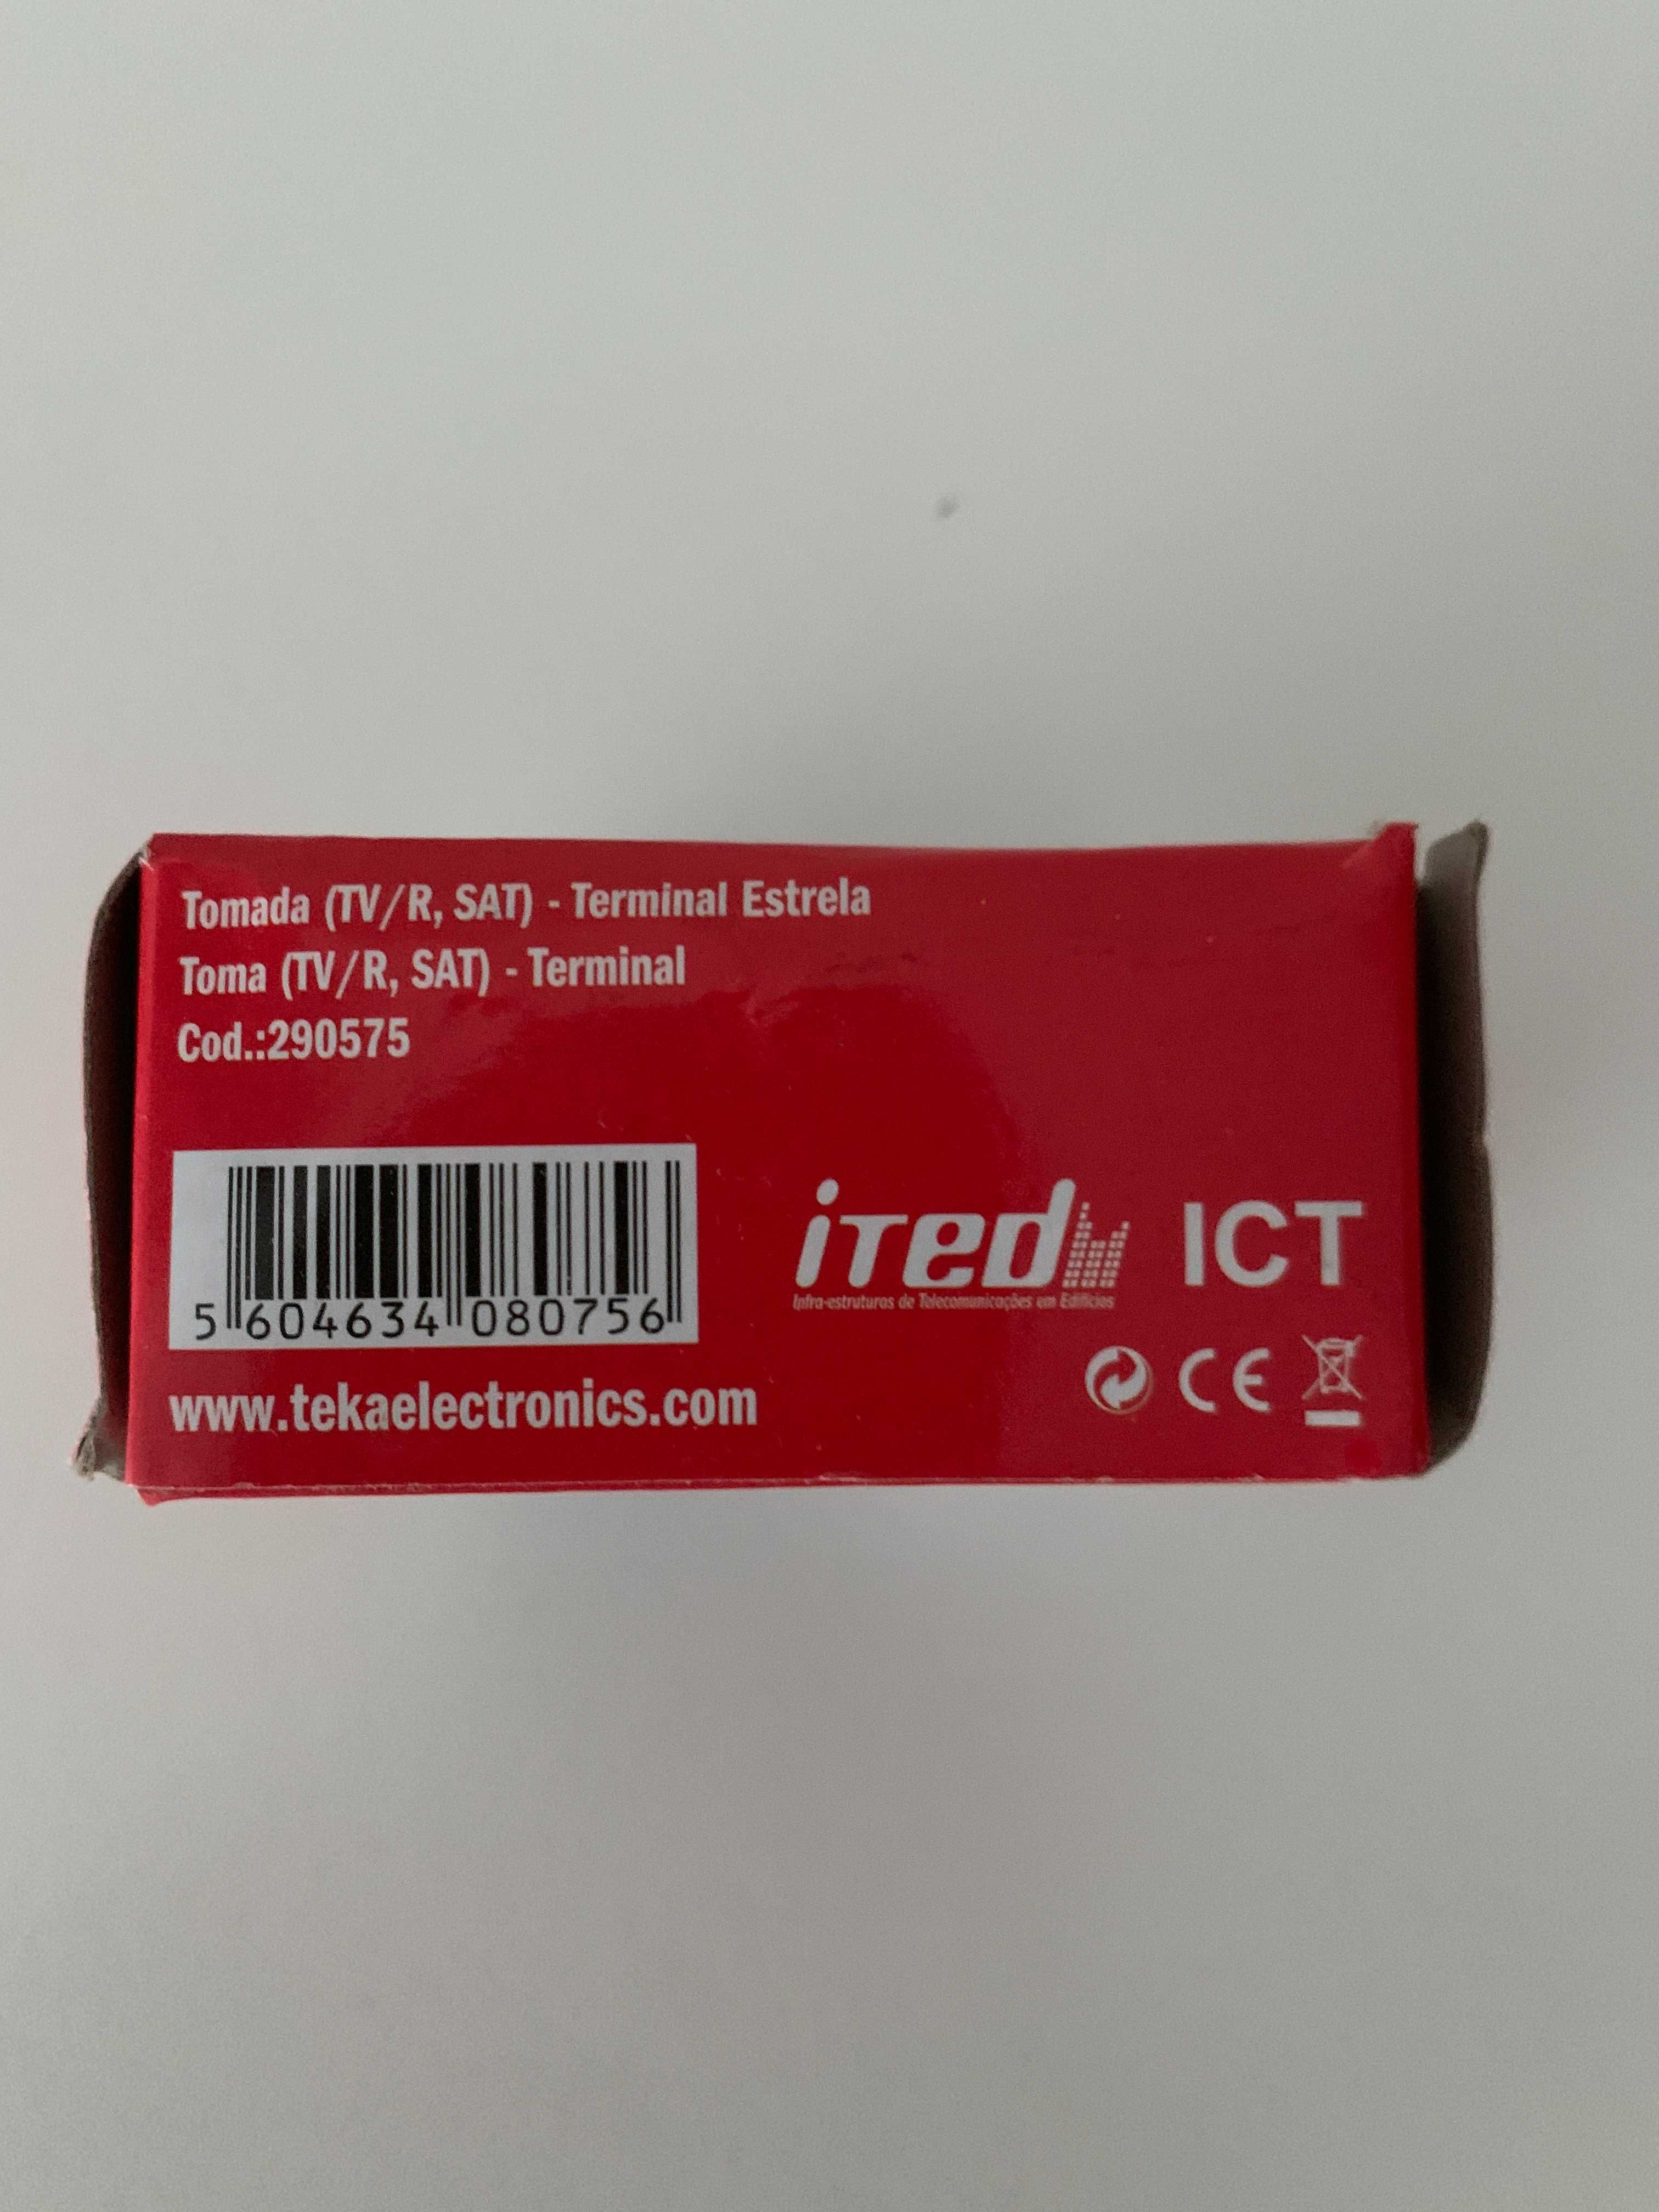 Tomada (TV/R, SAT) - Terminal Estrela
Toma (TV/R, SAT) - Terminal
Cod.:290575
5 604634 080756
iTed ICT
Infra-estruturas de Telecomunicações em Edifícios
CE
www.tekaelectronics.com